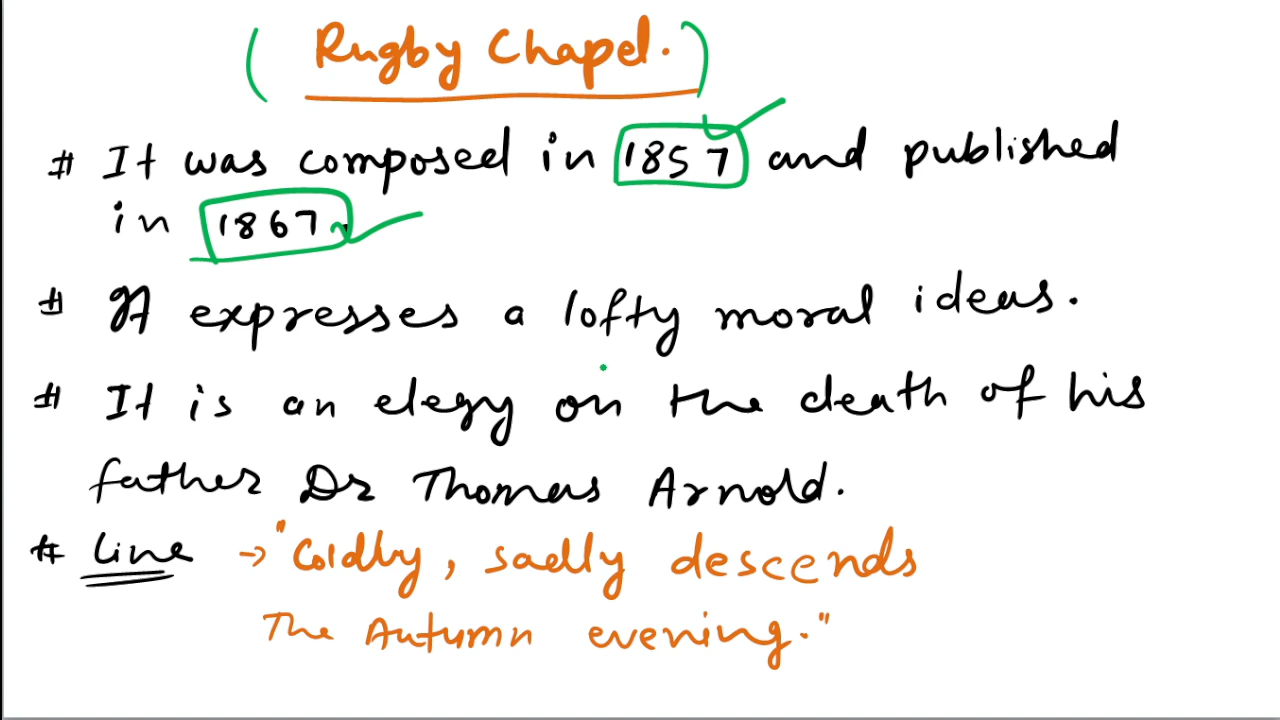 ( Rugby Chapel. )
# It was composed in 1857 and published
in 1867.
# It expresses a lofty moral ideas.
# It is an elegy on the death of his
father Dr Thomas Arnold.
# Line → "Coldly, sadly descends
The Autumn evening."